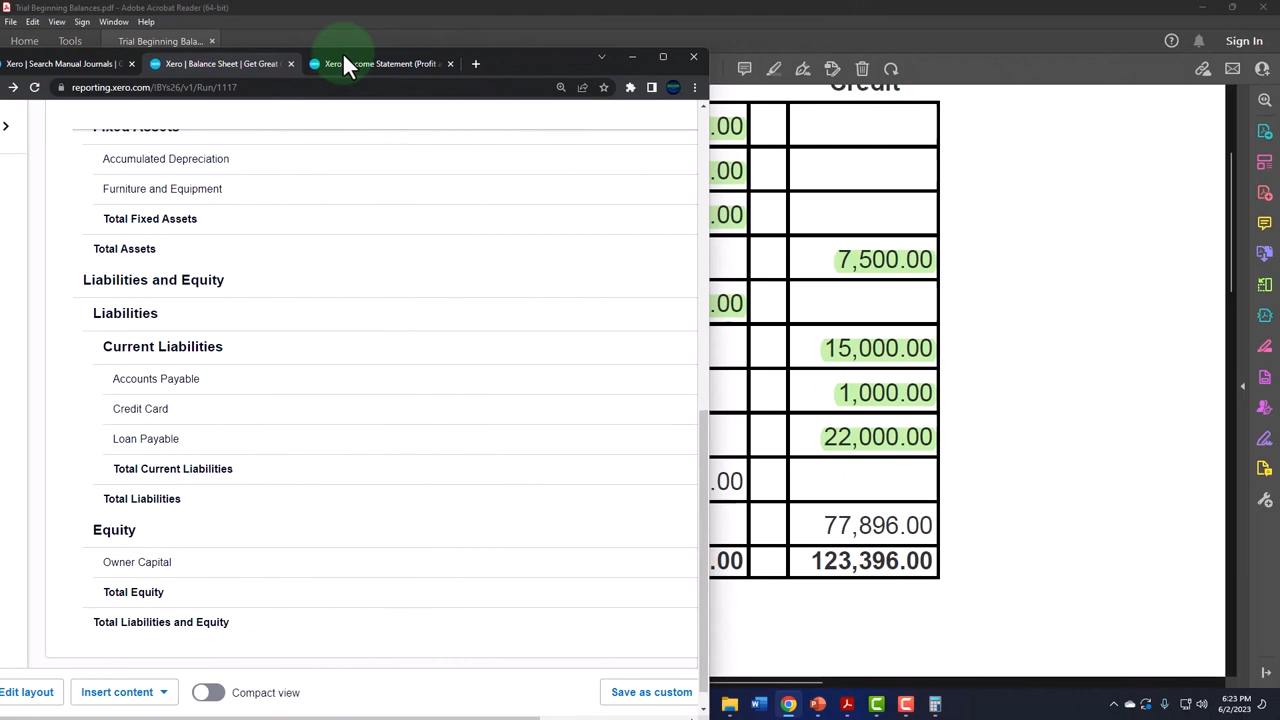 Trial Beginning Balances.pdf - Adobe Acrobat Reader (64-bit)
File Edit View Sign Window Help
Home Tools Trial Beginning Bala... Sign In
Xero | Search Manual Journals | G Xero | Balance Sheet | Get Great Xero come Statement (Profit a
reporting.xero.com/!BYs26/v1/Run/1117
Credit
Fixed Assets
.00
Accumulated Depreciation
.00
Furniture and Equipment
Total Fixed Assets
.00
Total Assets
7,500.00
Liabilities and Equity
.00
Liabilities
Current Liabilities
15,000.00
Accounts Payable
1,000.00
Credit Card
Loan Payable
22,000.00
Total Current Liabilities
.00
Total Liabilities
Equity
77,896.00
Owner Capital
.00 123,396.00
Total Equity
Total Liabilities and Equity
Edit layout Insert content Compact view Save as custom
6:23 PM
6/2/2023